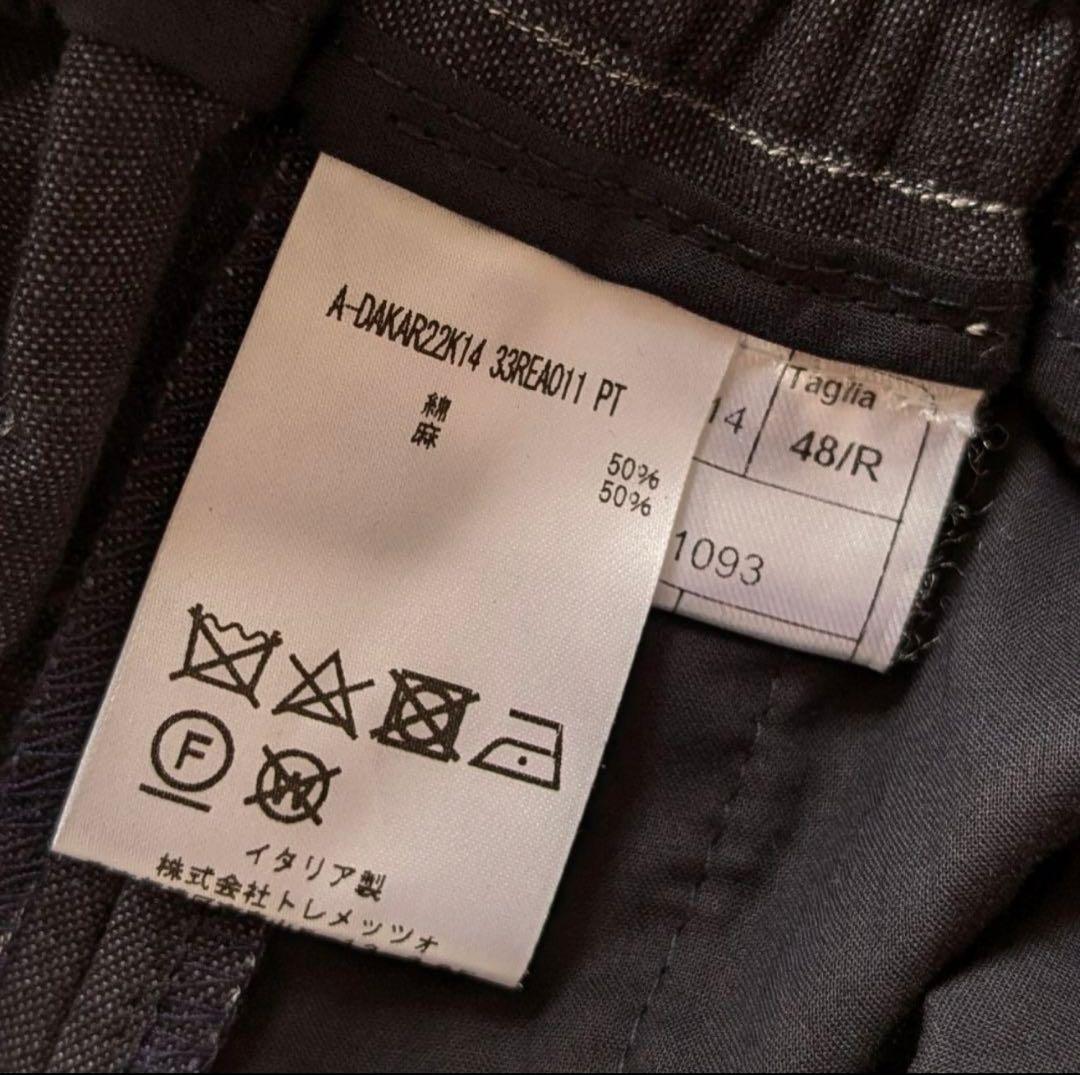 A-DAKAR22K14 33REA011 PT
綿 50%
麻 50%
F
W
イタリア製
株式会社トレメッツォ
Taglia
14 48/R
1093